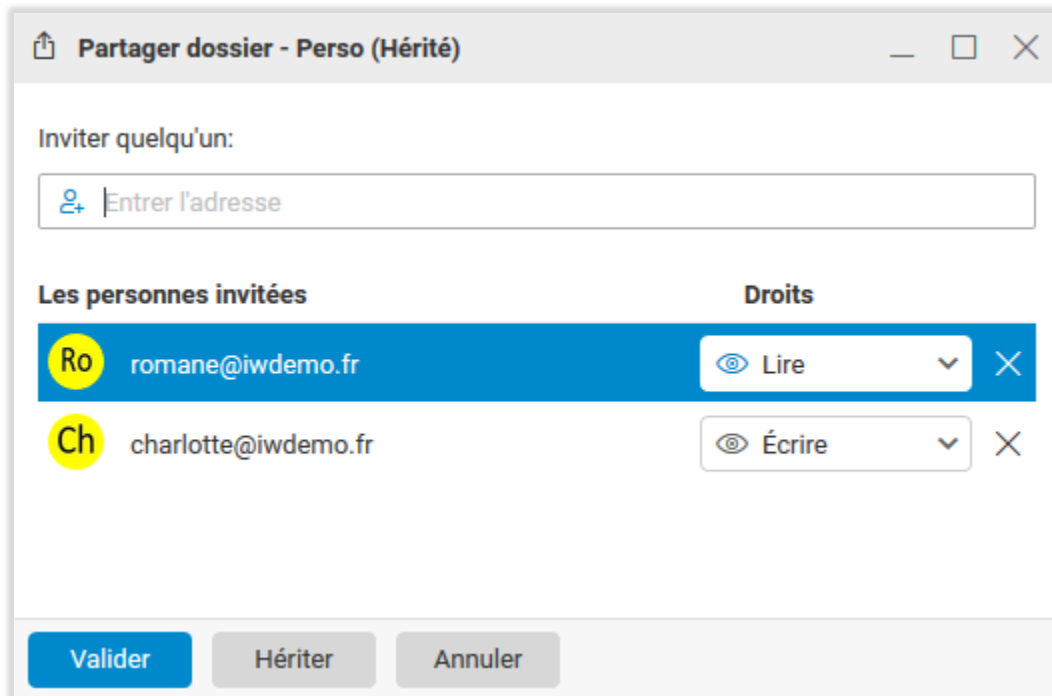 Partager dossier - Perso (Hérité)
Inviter quelqu'un:
Entrer l'adresse
Les personnes invitées Droits
Ro romane@iwdemo.fr Lire
Ch charlotte@iwdemo.fr Écrire
Valider Hériter Annuler